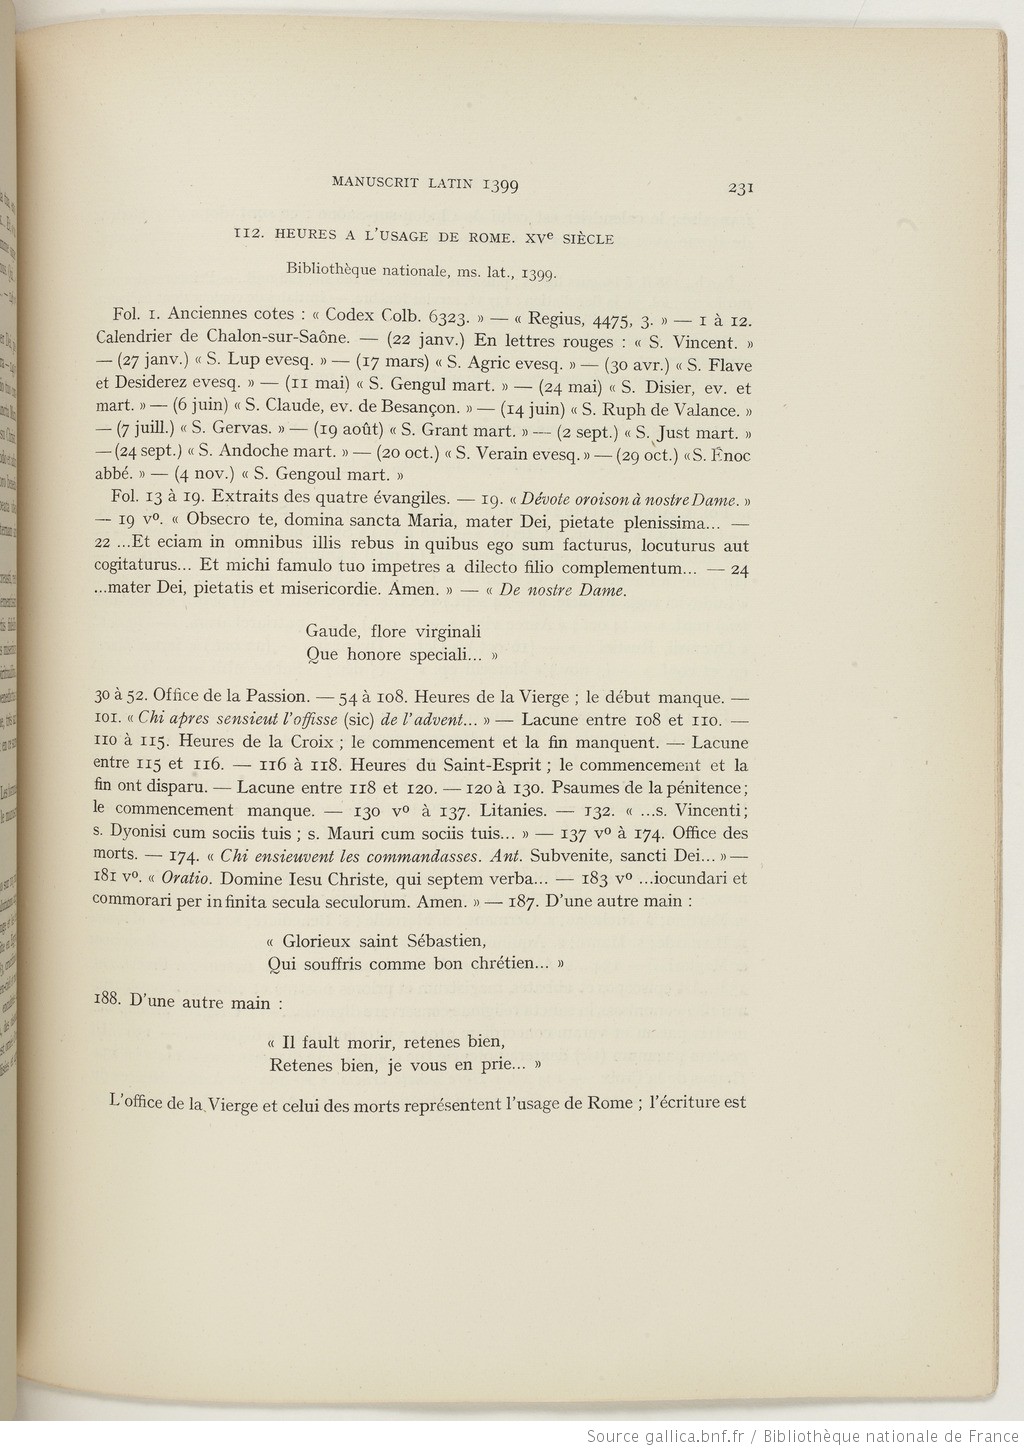 MANUSCRIT LATIN 1399
231
112. HEURES A L'USAGE DE ROME. XVe SIÈCLE
Bibliothèque nationale, ms. lat., 1399.
Fol. 1. Anciennes cotes : « Codex Colb. 6323. » — « Regius, 4475, 3. » — 1 à 12.
Calendrier de Chalon-sur-Saône. — (22 janv.) En lettres rouges : « S. Vincent. »
— (27 janv.) « S. Lup evesq. » — (17 mars) « S. Agric evesq. » — (30 avr.) « S. Flave
et Desiderez evesq. » — (11 mai) « S. Gengul mart. » — (24 mai) « S. Disier, ev. et
mart. » — (6 juin) « S. Claude, ev. de Besançon. » — (14 juin) « S. Ruph de Valance. »
— (7 juill.) « S. Gervas. » — (19 août) « S. Grant mart. » — (2 sept.) « S. Just mart. »
— (24 sept.) « S. Andoche mart. » — (20 oct.) « S. Verain evesq. » — (29 oct.) « S. Énoc
abbé. » — (4 nov.) « S. Gengoul mart. »
Fol. 13 à 19. Extraits des quatre évangiles. — 19. « Dévote oroison à nostre Dame. »
— 19 vº. « Obsecro te, domina sancta Maria, mater Dei, pietate plenissima... —
22 ...Et eciam in omnibus illis rebus in quibus ego sum facturus, locuturus aut
cogitaturus... Et michi famulo tuo impetres a dilecto filio complementum... — 24
...mater Dei, pietatis et misericordie. Amen. » — « De nostre Dame.
Gaude, flore virginali
Que honore speciali... »
30 à 52. Office de la Passion. — 54 à 108. Heures de la Vierge ; le début manque. —
101. « Chi apres sensieut l'offisse (sic) de l'advent... » — Lacune entre 108 et 110. —
110 à 115. Heures de la Croix ; le commencement et la fin manquent. — Lacune
entre 115 et 116. — 116 à 118. Heures du Saint-Esprit ; le commencement et la
fin ont disparu. — Lacune entre 118 et 120. — 120 à 130. Psaumes de la pénitence ;
le commencement manque. — 130 vº à 137. Litanies. — 132. « ...s. Vincenti ;
s. Dyonisi cum sociis tuis ; s. Mauri cum sociis tuis... » — 137 vº à 174. Office des
morts. — 174. « Chi ensieuvent les commandasses. Ant. Subvenite, sancti Dei... » —
181 vº. « Oratio. Domine Iesu Christe, qui septem verba... — 183 vº ...iocundari et
commorari per infinita secula seculorum. Amen. » — 187. D'une autre main :
« Glorieux saint Sébastien,
Qui souffris comme bon chrétien... »
188. D'une autre main :
« Il fault morir, retenes bien,
Retenes bien, je vous en prie... »
L'office de la Vierge et celui des morts représentent l'usage de Rome ; l'écriture est
Source gallica.bnf.fr / Bibliothèque nationale de France